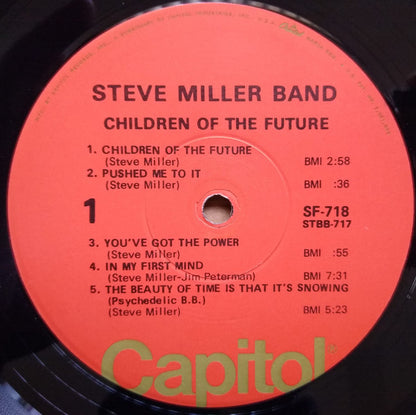 STEVE MILLER BAND
CHILDREN OF THE FUTURE
1. CHILDREN OF THE FUTURE
(Steve Miller) BMI 2:58
2. PUSHED ME TO IT
(Steve Miller) BMI :36
1
SF-718
STBB-717
3. YOU'VE GOT THE POWER
(Steve Miller) BMI :55
4. IN MY FIRST MIND
(Steve Miller-Jim Peterman) BMI 7:31
5. THE BEAUTY OF TIME IS THAT IT'S SNOWING
(Psychedelic B.B.)
(Steve Miller) BMI 5:23
Capitol